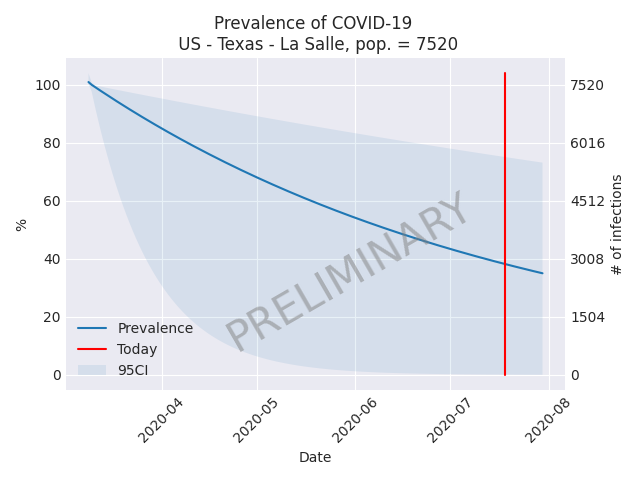 Prevalence of COVID-19
US - Texas - La Salle, pop. = 7520
100
80
60
40
20
0
%
7520
6016
4512
3008
1504
0
# of infections
PRELIMINARY
Prevalence
Today
95CI
2020-04
2020-05
2020-06
2020-07
2020-08
Date